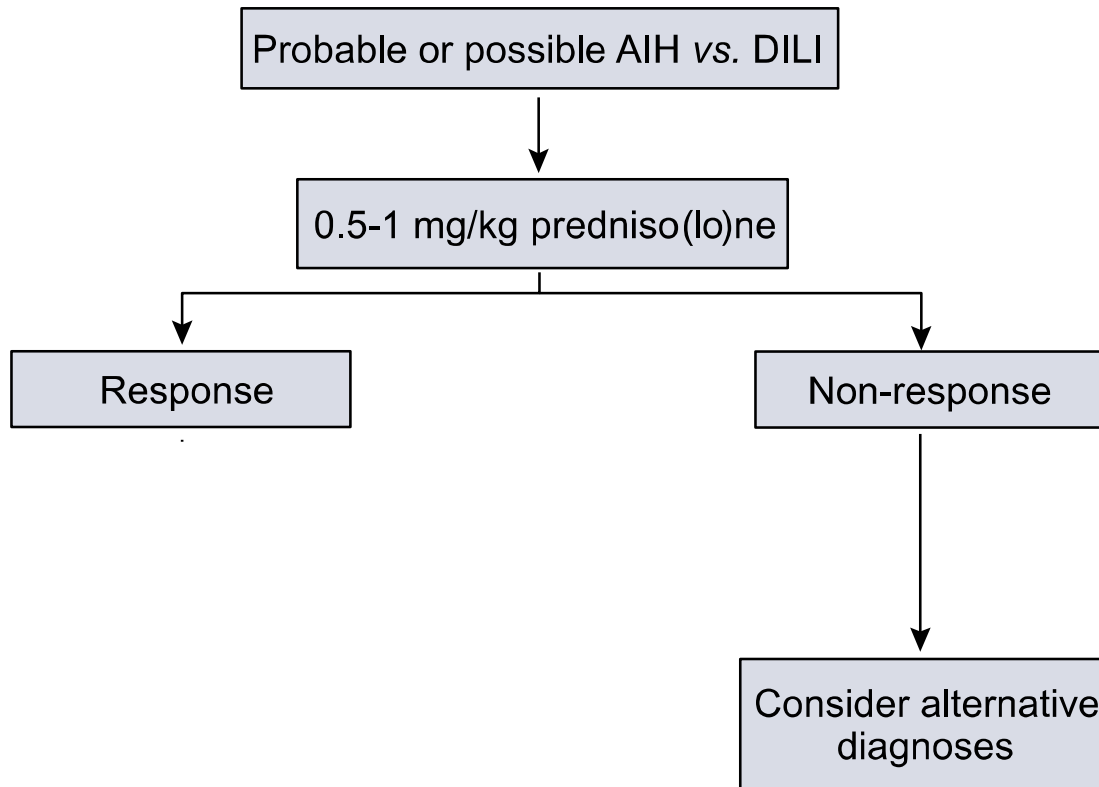 Probable or possible AIH vs. DILI
0.5-1 mg/kg predniso(lo)ne
Response
Non-response
Consider alternative
diagnoses